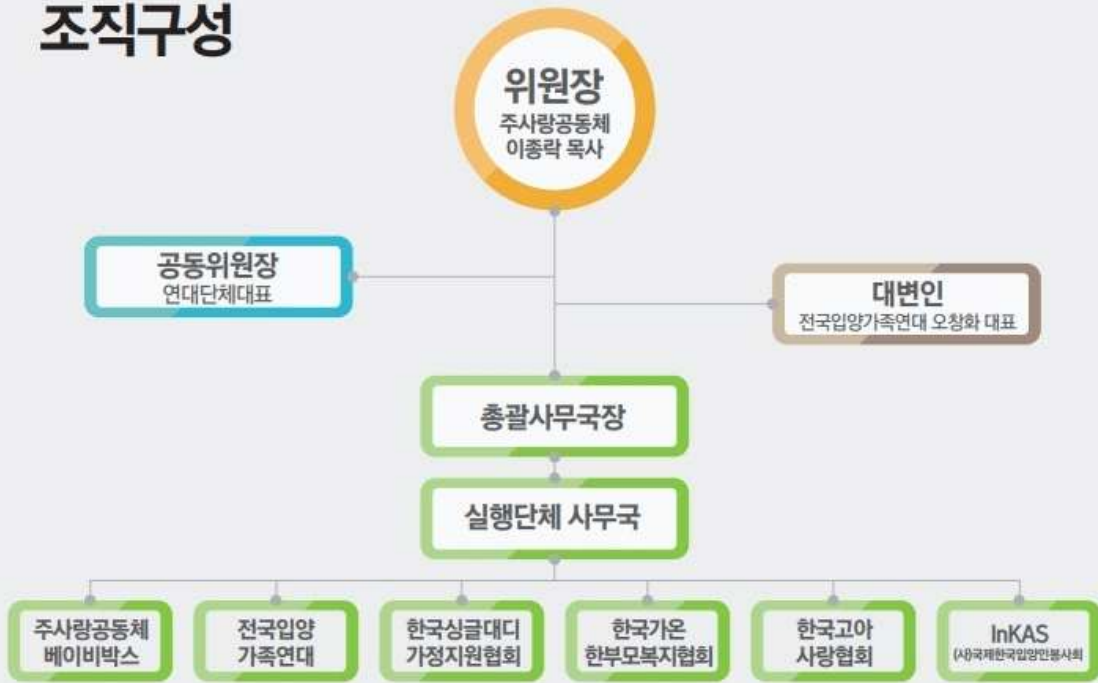 조직구성
위원장
주사랑공동체
이종락 목사
공동위원장
연대단체대표
대변인
전국입양가족연대 오창화 대표
총괄사무국장
실행단체 사무국
주사랑공동체
베이비박스
전국입양
가족연대
한국싱글대디
가정지원협회
한국가온
한부모복지협회
한국고아
사랑협회
InKAS
(사)국제한국입양인봉사회